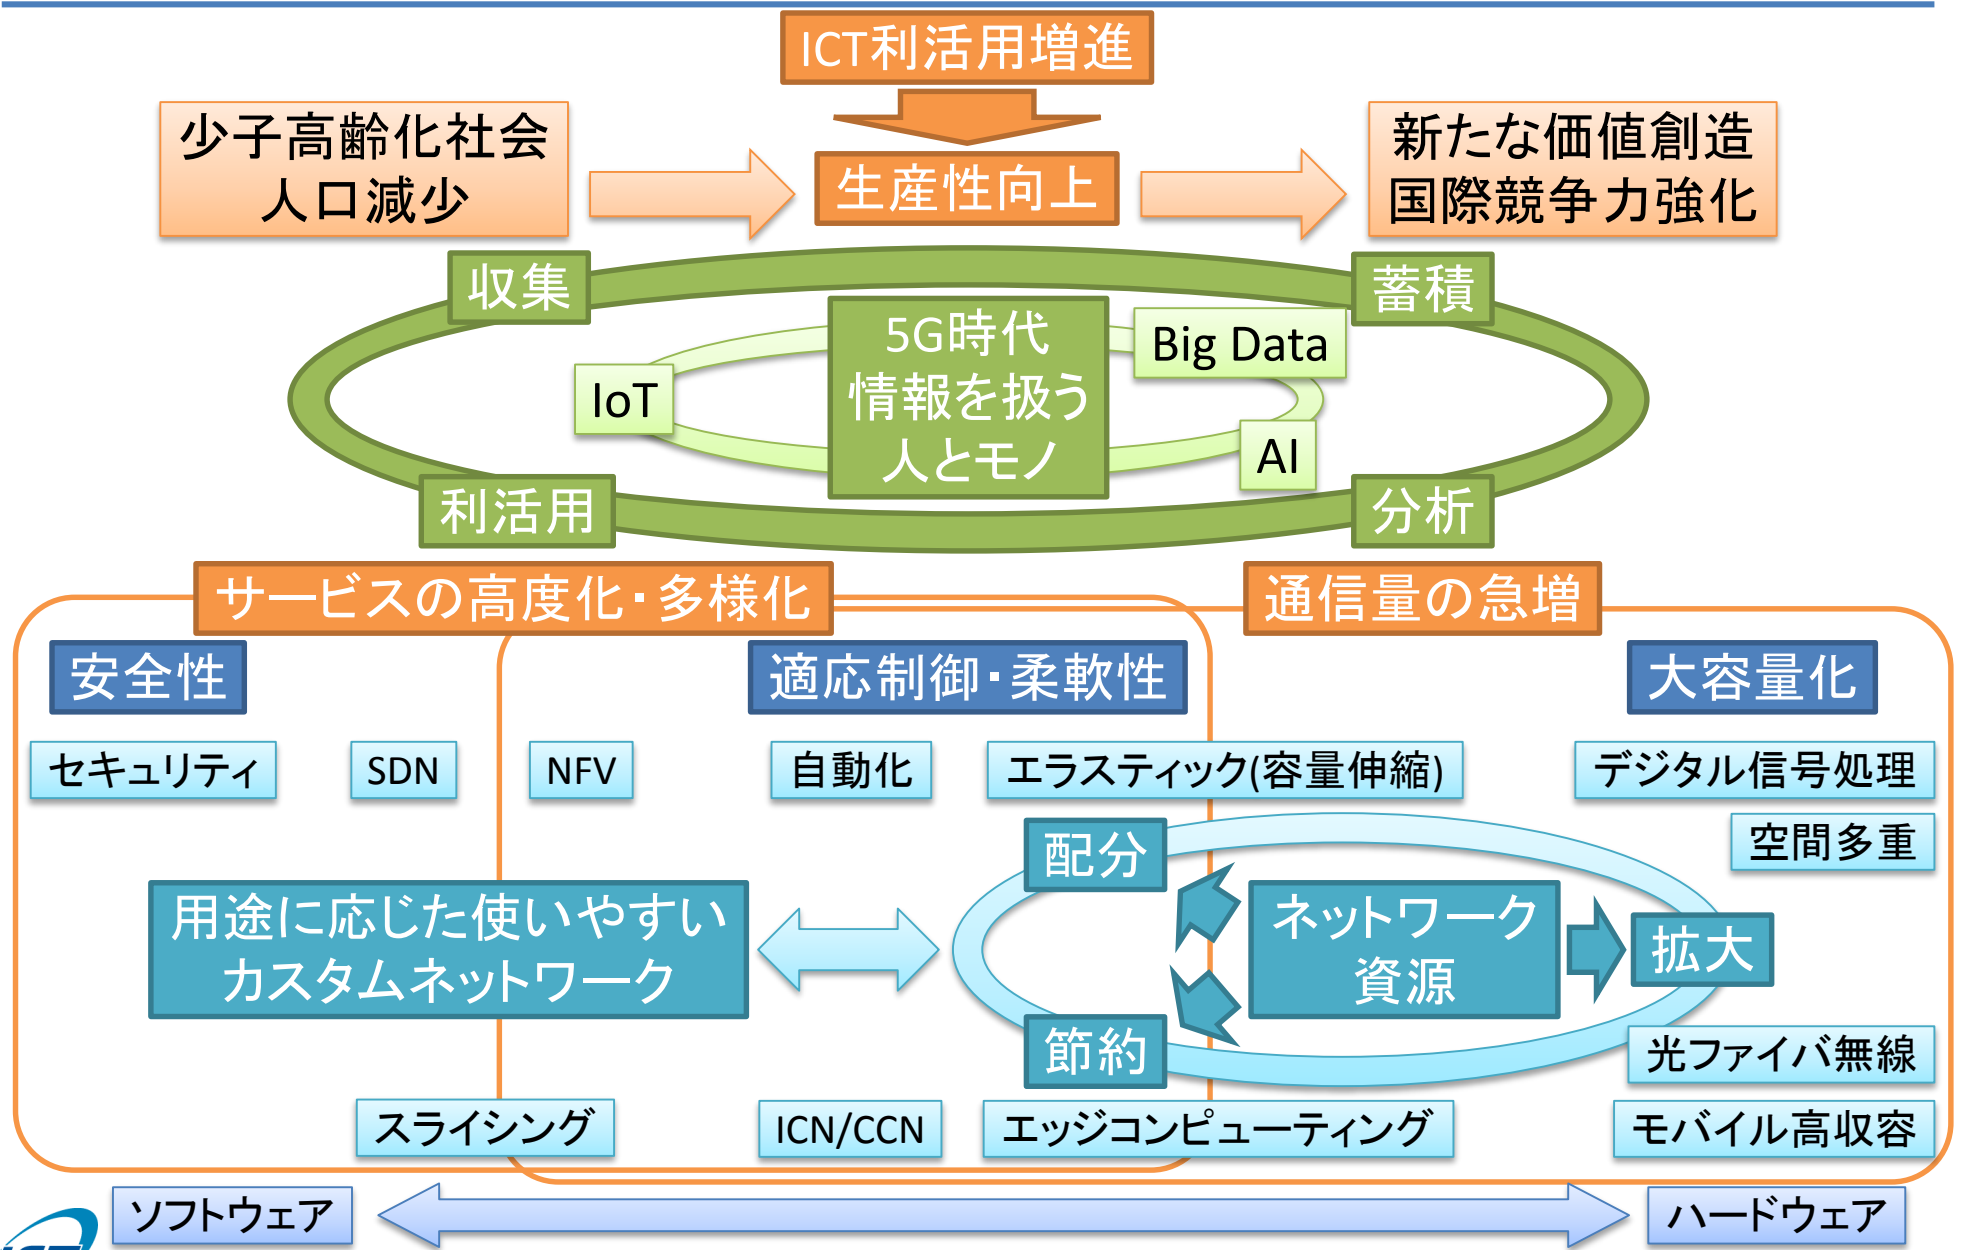 ICT利活用増進
少子高齢化社会
人口減少
生産性向上
新たな価値創造
国際競争力強化
収集
蓄積
5G時代
情報を扱う
人とモノ
Big Data
IoT
AI
利活用
分析
サービスの高度化・多様化
通信量の急増
安全性
適応制御・柔軟性
大容量化
セキュリティ
SDN
NFV
自動化
エラスティック(容量伸縮)
デジタル信号処理
空間多重
配分
用途に応じた使いやすい
カスタムネットワーク
ネットワーク
資源
拡大
節約
光ファイバ無線
スライシング
ICN/CCN
エッジコンピューティング
モバイル高収容
ソフトウェア
ハードウェア